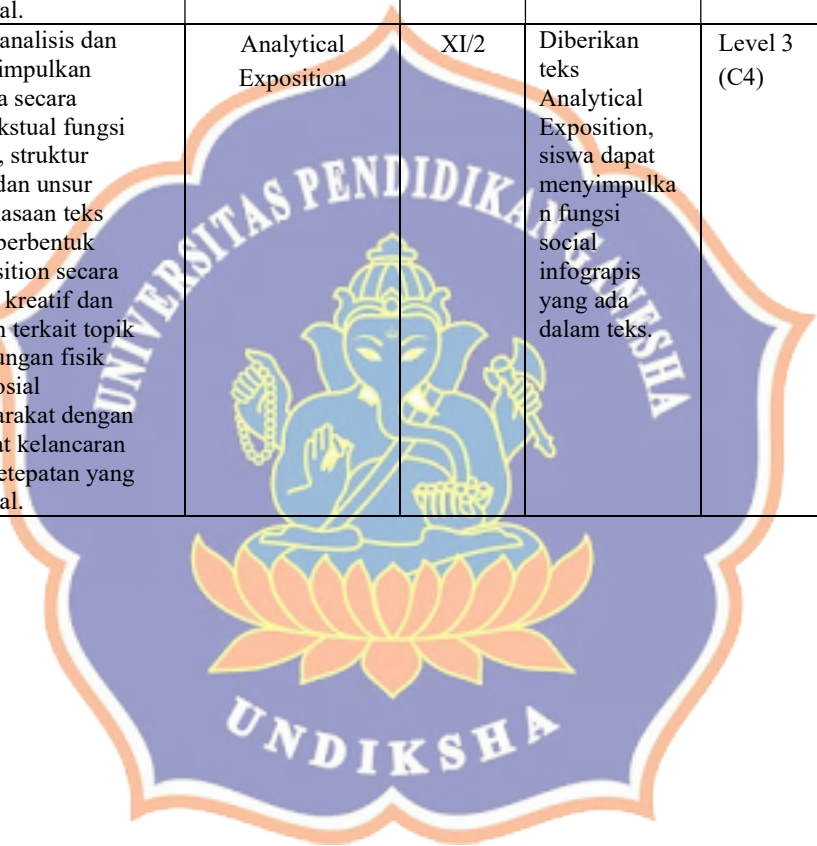 al.
analisis dan
impulkan
a secara
kstual fungsi
, struktur
dan unsur
asaan teks
berbentuk
sition secara
kreatif dan
n terkait topik
ungan fisik
osial
arakat dengan
at kelancaran
etepatan yang
al.
Analytical
Exposition
XI/2
Diberikan
teks
Analytical
Exposition,
siswa dapat
menyimpulka
n fungsi
social
infograpis
yang ada
dalam teks.
Level 3
(C4)
UNIVERSITAS PENDIDIKAN GANESHA
UNDIKSHA